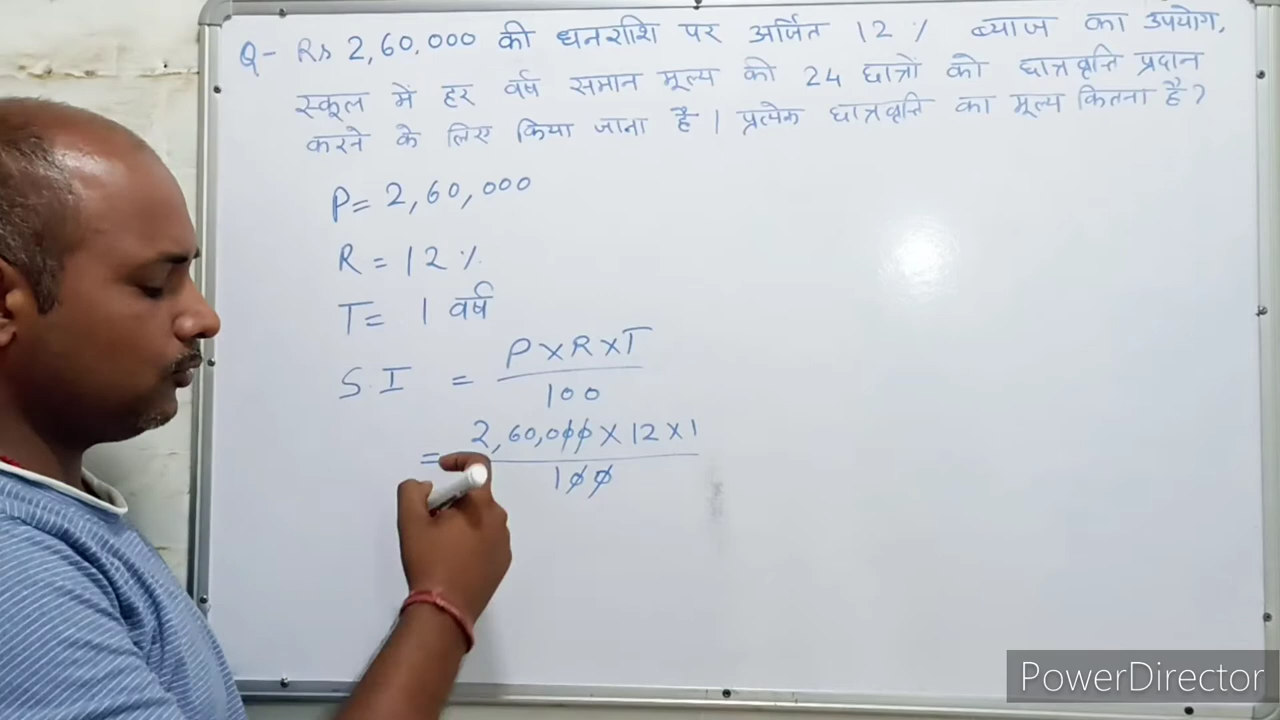 Q- Rs 2,60,000 की धनराशि पर अर्जित 12% ब्याज का उपयोग,
स्कूल में हर वर्ष समान मूल्य की 24 छात्रों को छात्रवृत्ति प्रदान
करने के लिए किया जाता है। प्रत्येक छात्रवृत्ति का मूल्य कितना है?
P= 2,60,000
R = 12%
T= 1 वर्ष
S.I = P×R×T
100
= 2,60,000 × 12 × 1
100
PowerDirector